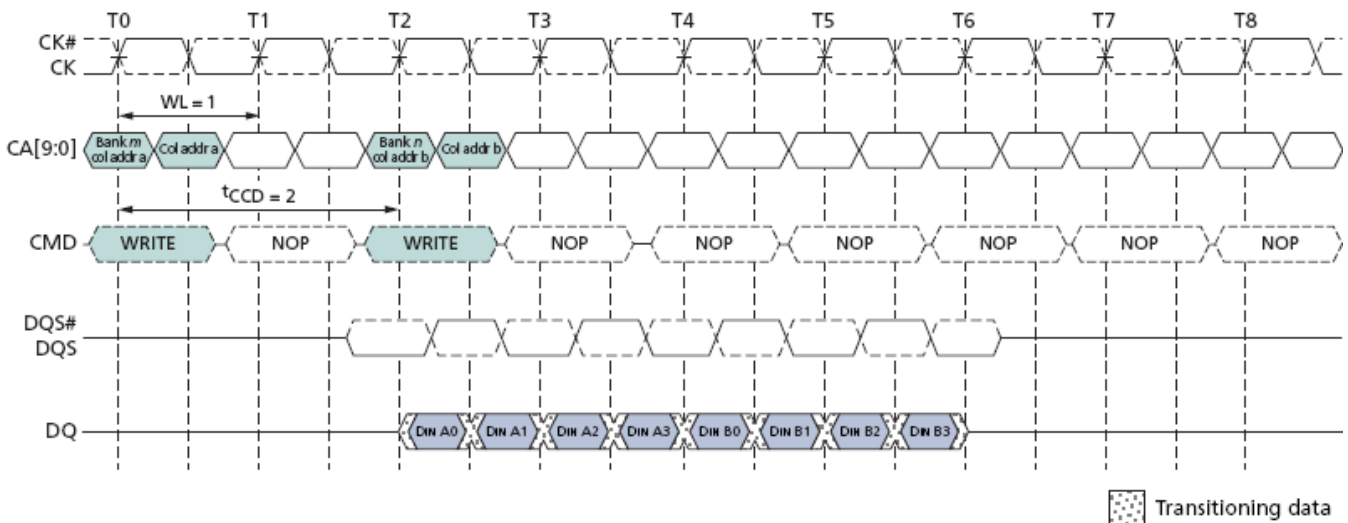 T0 T1 T2 T3 T4 T5 T6 T7 T8
CK#
CK
WL = 1
CA[9:0] Bank m col addr a Col addr a Bank n col addr b Col addr b
tCCD = 2
CMD WRITE NOP WRITE NOP NOP NOP NOP NOP NOP
DQS#
DQS
DQ DIN A0 DIN A1 DIN A2 DIN A3 DIN B0 DIN B1 DIN B2 DIN B3
Transitioning data